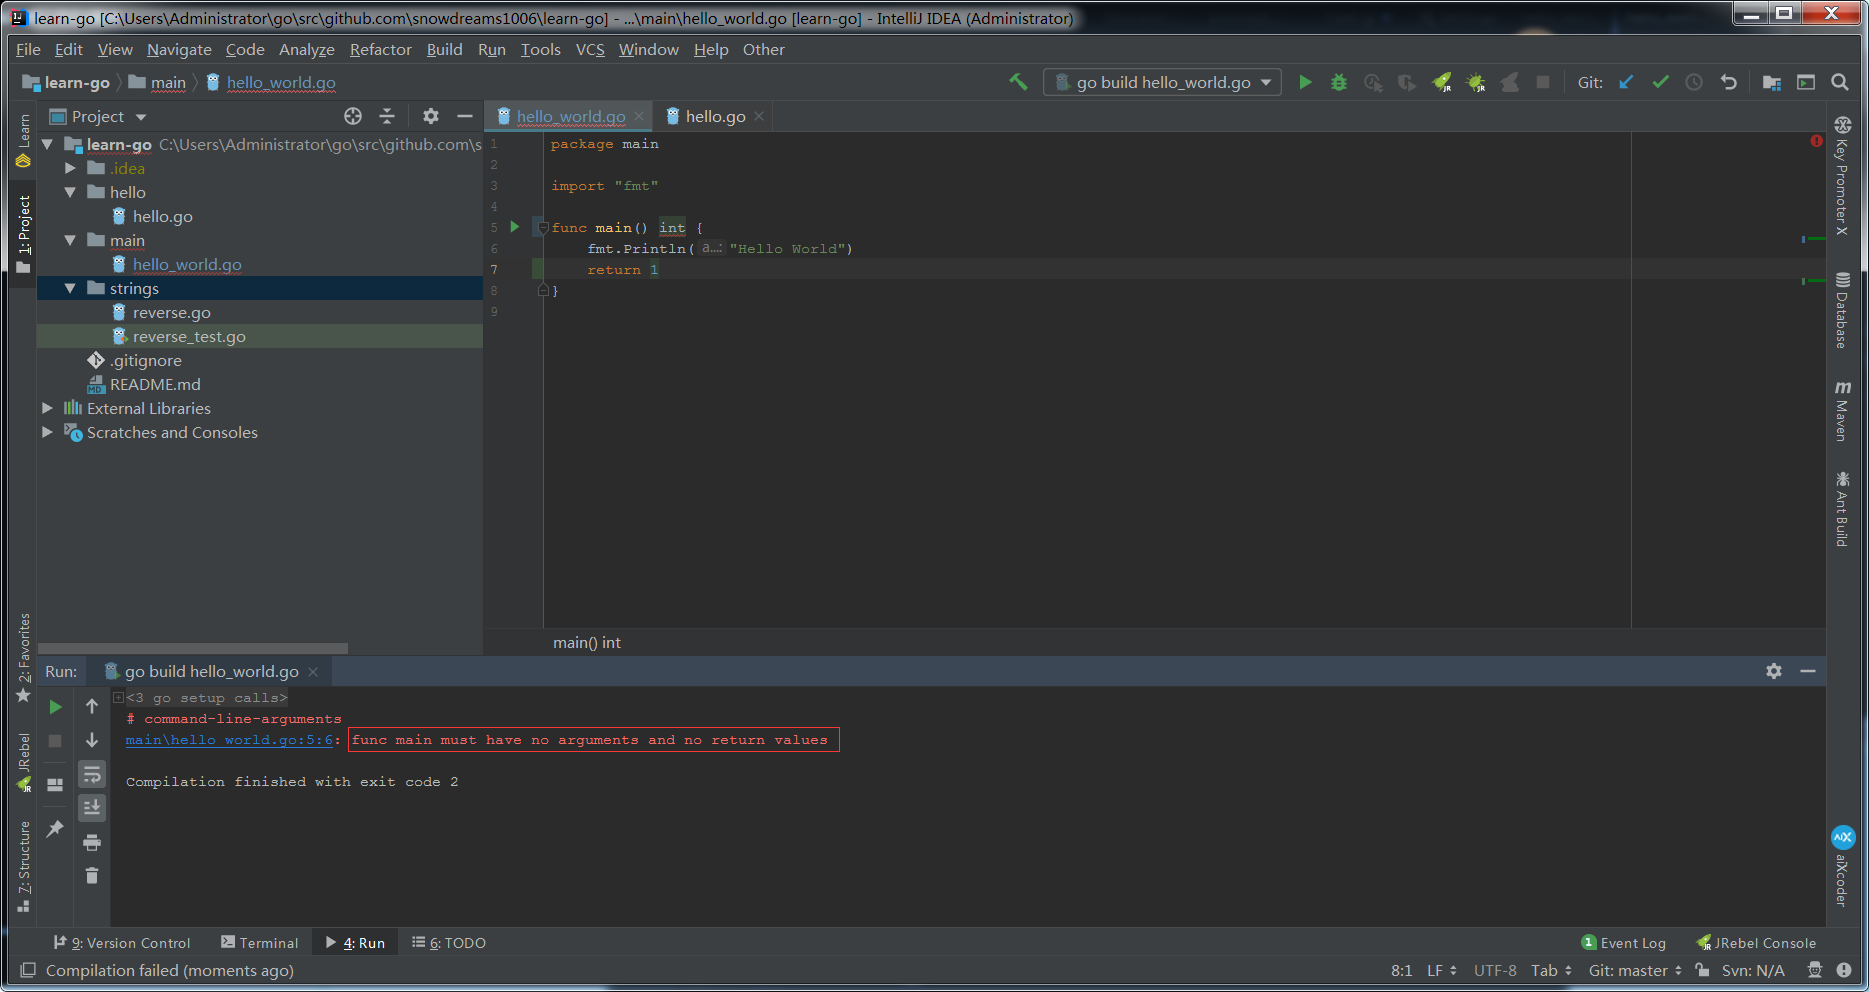 learn-go [C:\Users\Administrator\go\src\github.com\snowdreams1006\learn-go] - ...\main\hello_world.go [learn-go] - IntelliJ IDEA (Administrator)
File Edit View Navigate Code Analyze Refactor Build Run Tools VCS Window Help Other
learn-go main hello_world.go go build hello_world.go Git:
Project hello_world.go hello.go
Learn
1: Project
learn-go C:\Users\Administrator\go\src\github.com\s
.idea
hello
hello.go
main
hello_world.go
strings
reverse.go
reverse_test.go
.gitignore
README.md
External Libraries
Scratches and Consoles
1 package main
2
3 import "fmt"
4
5 func main() int {
6 fmt.Println( a...: "Hello World")
7 return 1
8 }
9
main() int
Key Promoter X
Database
Maven
Ant Build
aiXcoder
2: Favorites
JRebel
7: Structure
Run: go build hello_world.go
<3 go setup calls>
# command-line-arguments
main\hello_world.go:5:6: func main must have no arguments and no return values
Compilation finished with exit code 2
9: Version Control Terminal 4: Run 6: TODO 1 Event Log JRebel Console
Compilation failed (moments ago) 8:1 LF UTF-8 Tab Git: master Svn: N/A